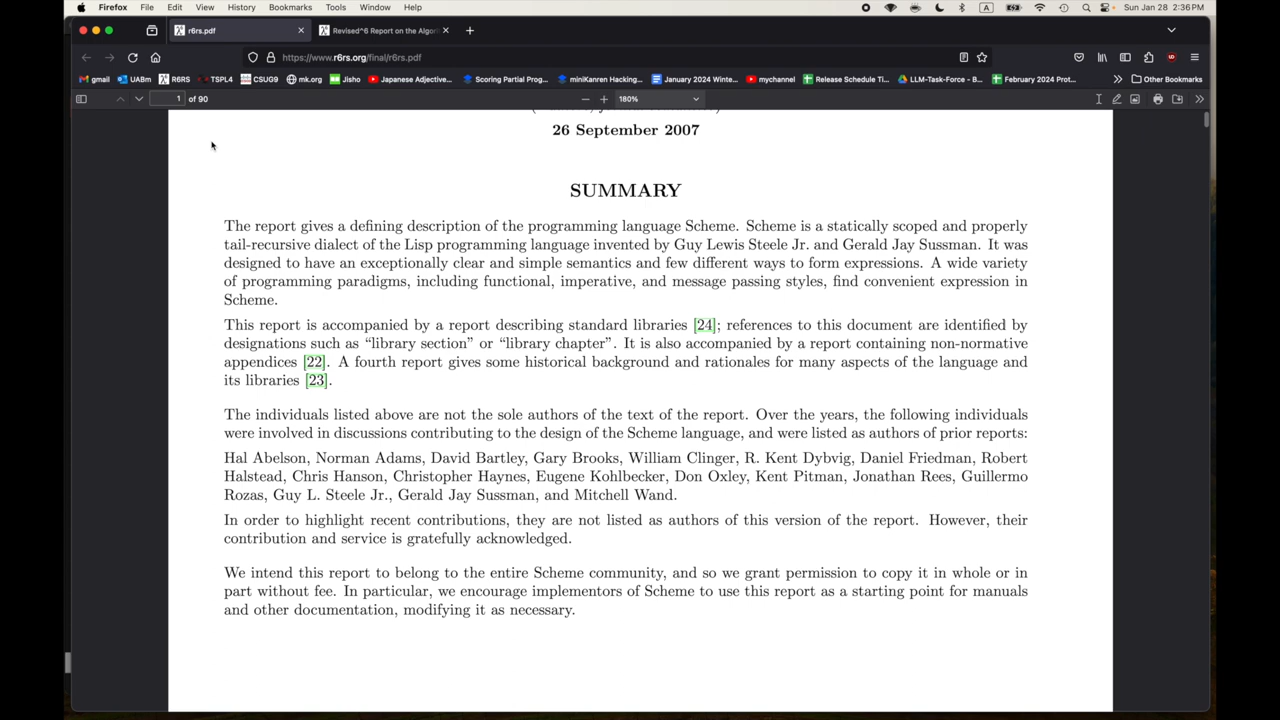 Firefox File Edit View History Bookmarks Tools Window Help A Sun Jan 28 2:36 PM
r6rs.pdf Revised^6 Report on the Algor
https://www.r6rs.org/final/r6rs.pdf
gmail UABm R6RS TSPL4 CSUG9 mk.org Jisho Japanese Adjective... Scoring Partial Prog... miniKanren Hacking... January 2024 Winte... mychannel Release Schedule Ti... LLM-Task-Force - B... February 2024 Prot... Other Bookmarks
1 of 90 180%
26 September 2007
SUMMARY
The report gives a defining description of the programming language Scheme. Scheme is a statically scoped and properly
tail-recursive dialect of the Lisp programming language invented by Guy Lewis Steele Jr. and Gerald Jay Sussman. It was
designed to have an exceptionally clear and simple semantics and few different ways to form expressions. A wide variety
of programming paradigms, including functional, imperative, and message passing styles, find convenient expression in
Scheme.
This report is accompanied by a report describing standard libraries [24]; references to this document are identified by
designations such as “library section” or “library chapter”. It is also accompanied by a report containing non-normative
appendices [22]. A fourth report gives some historical background and rationales for many aspects of the language and
its libraries [23].
The individuals listed above are not the sole authors of the text of the report. Over the years, the following individuals
were involved in discussions contributing to the design of the Scheme language, and were listed as authors of prior reports:
Hal Abelson, Norman Adams, David Bartley, Gary Brooks, William Clinger, R. Kent Dybvig, Daniel Friedman, Robert
Halstead, Chris Hanson, Christopher Haynes, Eugene Kohlbecker, Don Oxley, Kent Pitman, Jonathan Rees, Guillermo
Rozas, Guy L. Steele Jr., Gerald Jay Sussman, and Mitchell Wand.
In order to highlight recent contributions, they are not listed as authors of this version of the report. However, their
contribution and service is gratefully acknowledged.
We intend this report to belong to the entire Scheme community, and so we grant permission to copy it in whole or in
part without fee. In particular, we encourage implementors of Scheme to use this report as a starting point for manuals
and other documentation, modifying it as necessary.